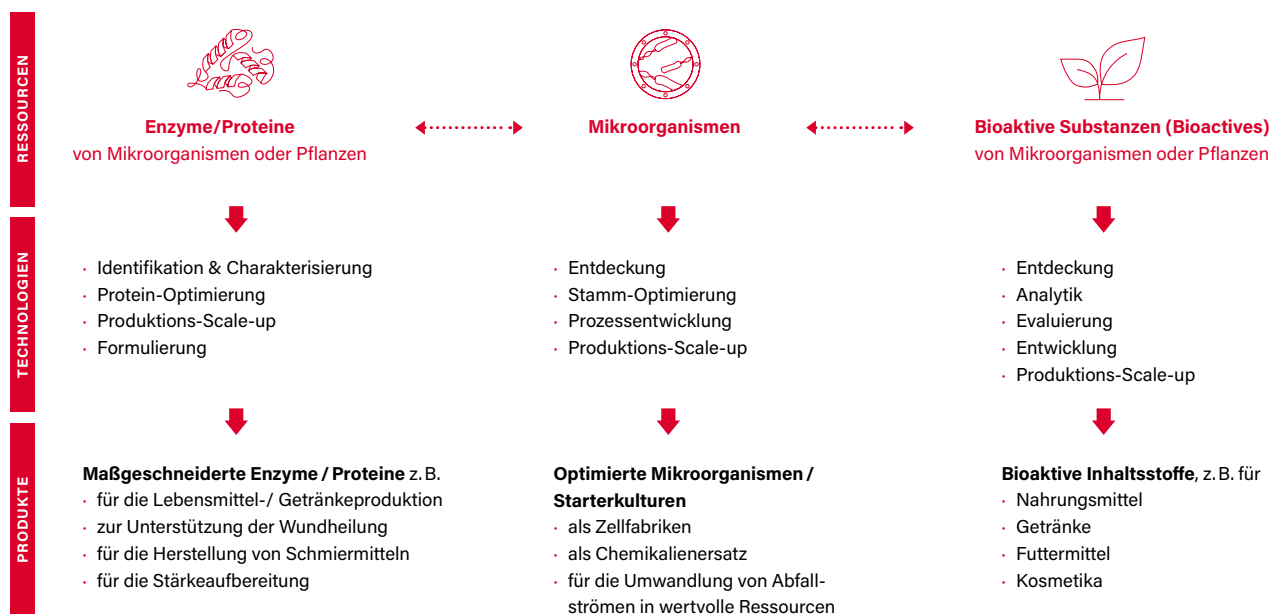 RESSOURCEN
Enzyme/Proteine
von Mikroorganismen oder Pflanzen
Mikroorganismen
Bioaktive Substanzen (Bioactives)
von Mikroorganismen oder Pflanzen
TECHNOLOGIEN
· Identifikation & Charakterisierung
· Protein-Optimierung
· Produktions-Scale-up
· Formulierung
· Entdeckung
· Stamm-Optimierung
· Prozessentwicklung
· Produktions-Scale-up
· Entdeckung
· Analytik
· Evaluierung
· Entwicklung
· Produktions-Scale-up
PRODUKTE
Maßgeschneiderte Enzyme / Proteine z. B.
· für die Lebensmittel-/ Getränkeproduktion
· zur Unterstützung der Wundheilung
· für die Herstellung von Schmiermitteln
· für die Stärkeaufbereitung
Optimierte Mikroorganismen /
Starterkulturen
· als Zellfabriken
· als Chemikalienersatz
· für die Umwandlung von Abfall-
strömen in wertvolle Ressourcen
Bioaktive Inhaltsstoffe, z. B. für
· Nahrungsmittel
· Getränke
· Futtermittel
· Kosmetika